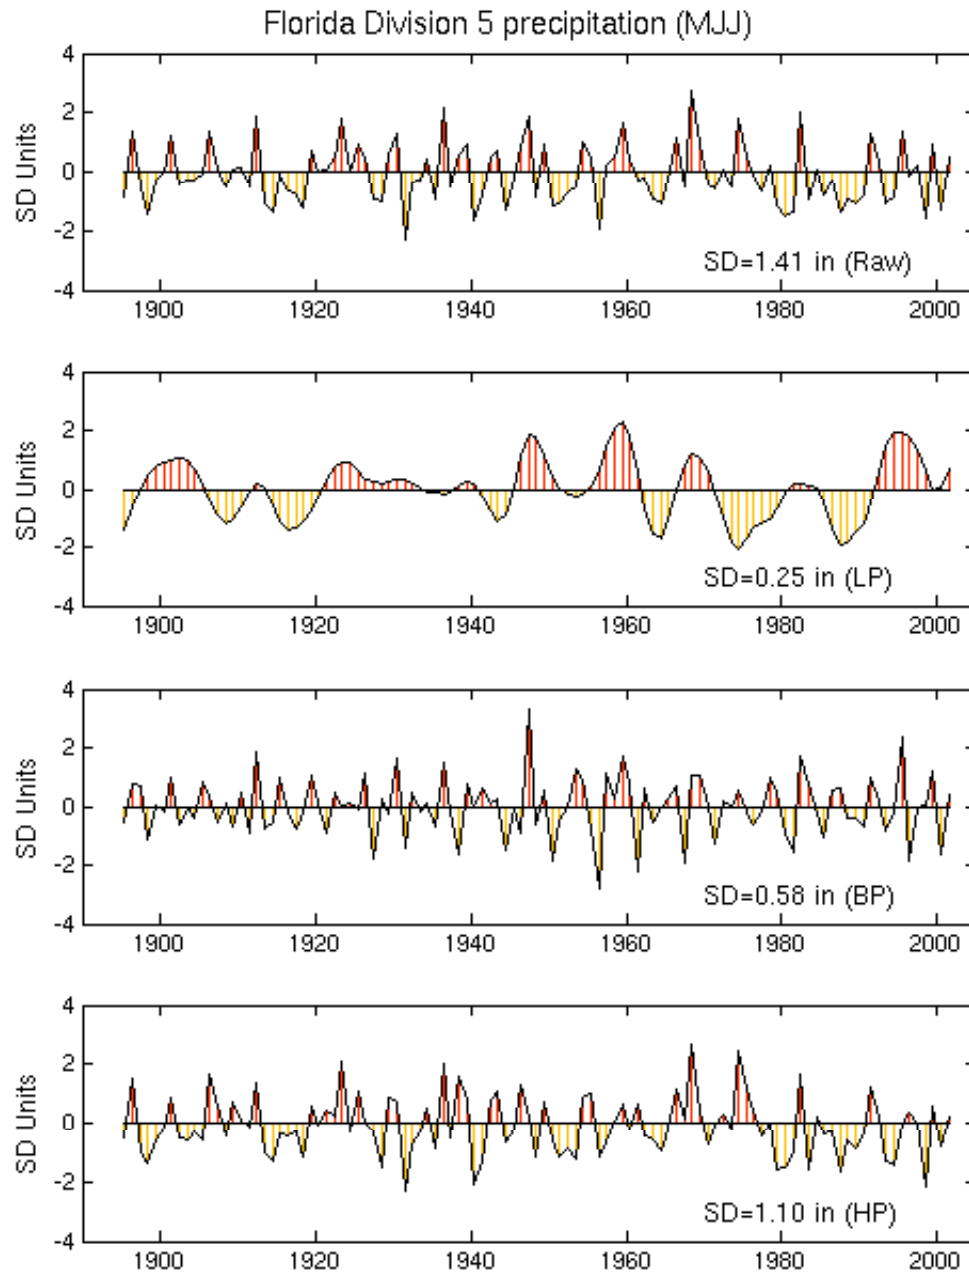 Florida Division 5 precipitation (MJJ)
4
2
0
-2
-4
SD Units
SD=1.41 in (Raw)
1900 1920 1940 1960 1980 2000
4
2
0
-2
-4
SD Units
SD=0.25 in (LP)
1900 1920 1940 1960 1980 2000
4
2
0
-2
-4
SD Units
SD=0.58 in (BP)
1900 1920 1940 1960 1980 2000
4
2
0
-2
-4
SD Units
SD=1.10 in (HP)
1900 1920 1940 1960 1980 2000